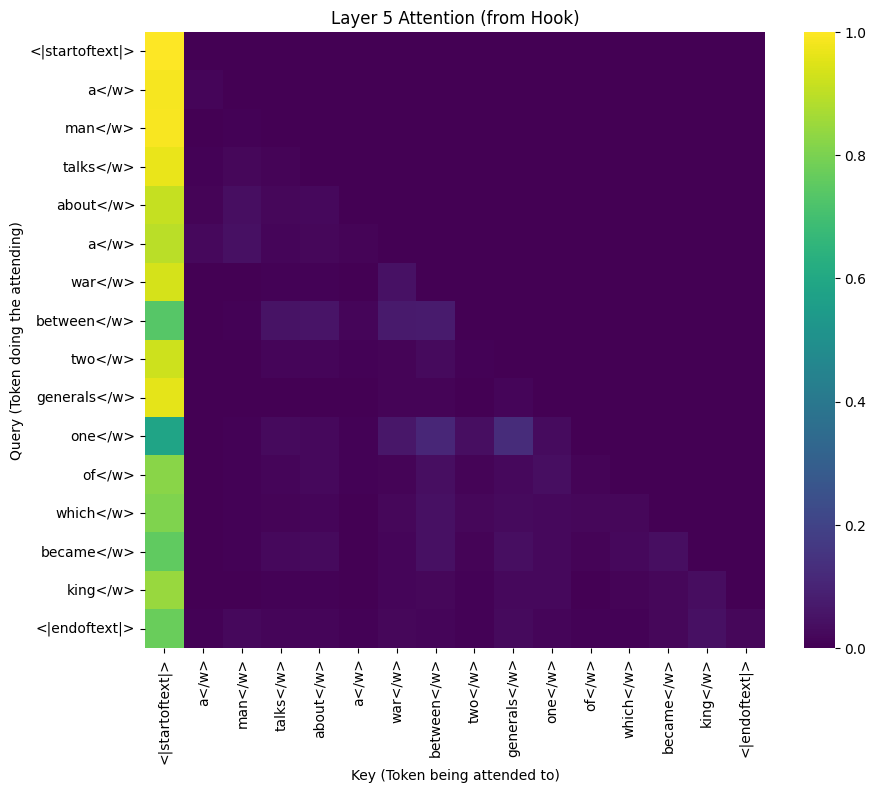 Layer 5 Attention (from Hook)
Query (Token doing the attending)
<|startoftext|>
a</w>
man</w>
talks</w>
about</w>
a</w>
war</w>
between</w>
two</w>
generals</w>
one</w>
of</w>
which</w>
became</w>
king</w>
<|endoftext|>
<|startoftext|>
a</w>
man</w>
talks</w>
about</w>
a</w>
war</w>
between</w>
two</w>
generals</w>
one</w>
of</w>
which</w>
became</w>
king</w>
<|endoftext|>
Key (Token being attended to)
1.0
0.8
0.6
0.4
0.2
0.0